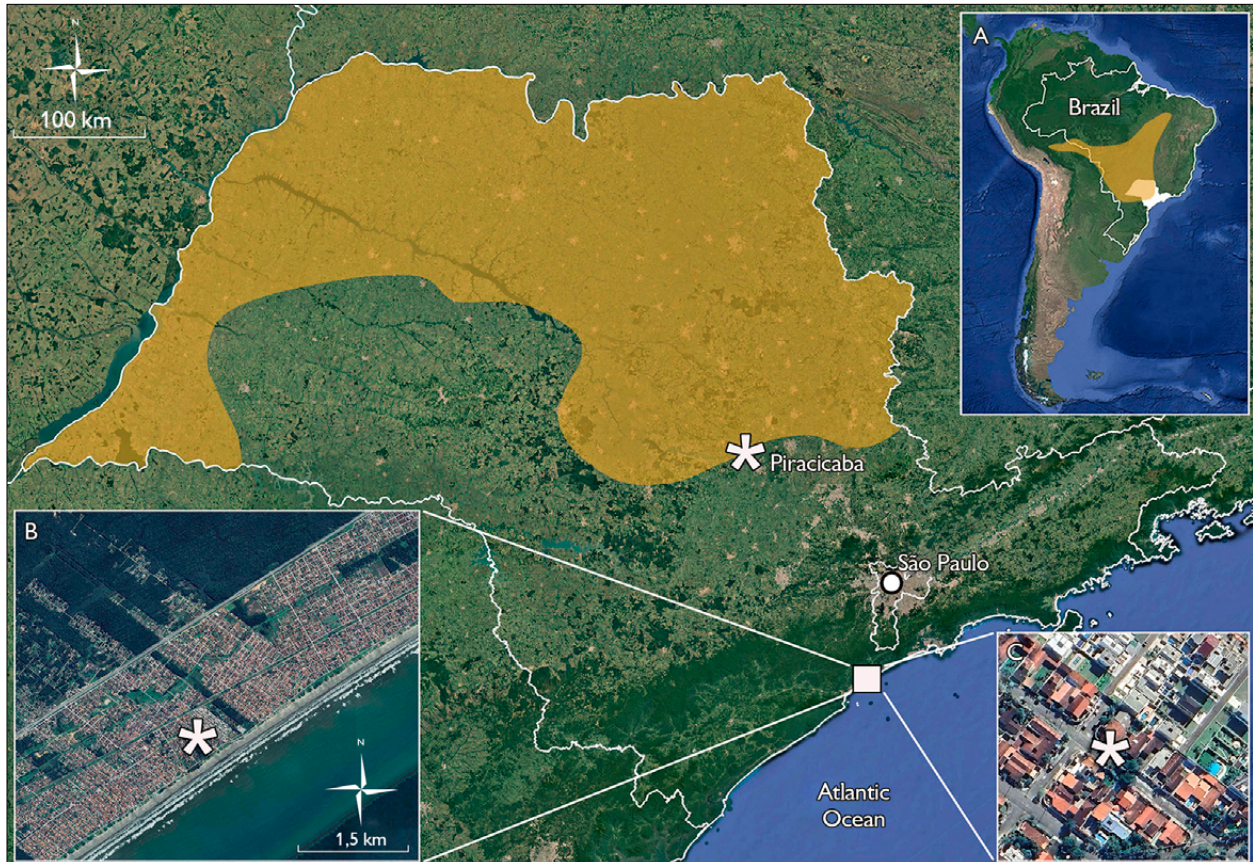 N
100 km
A
Brazil
Piracicaba
São Paulo
B
N
1,5 km
C
Atlantic
Ocean